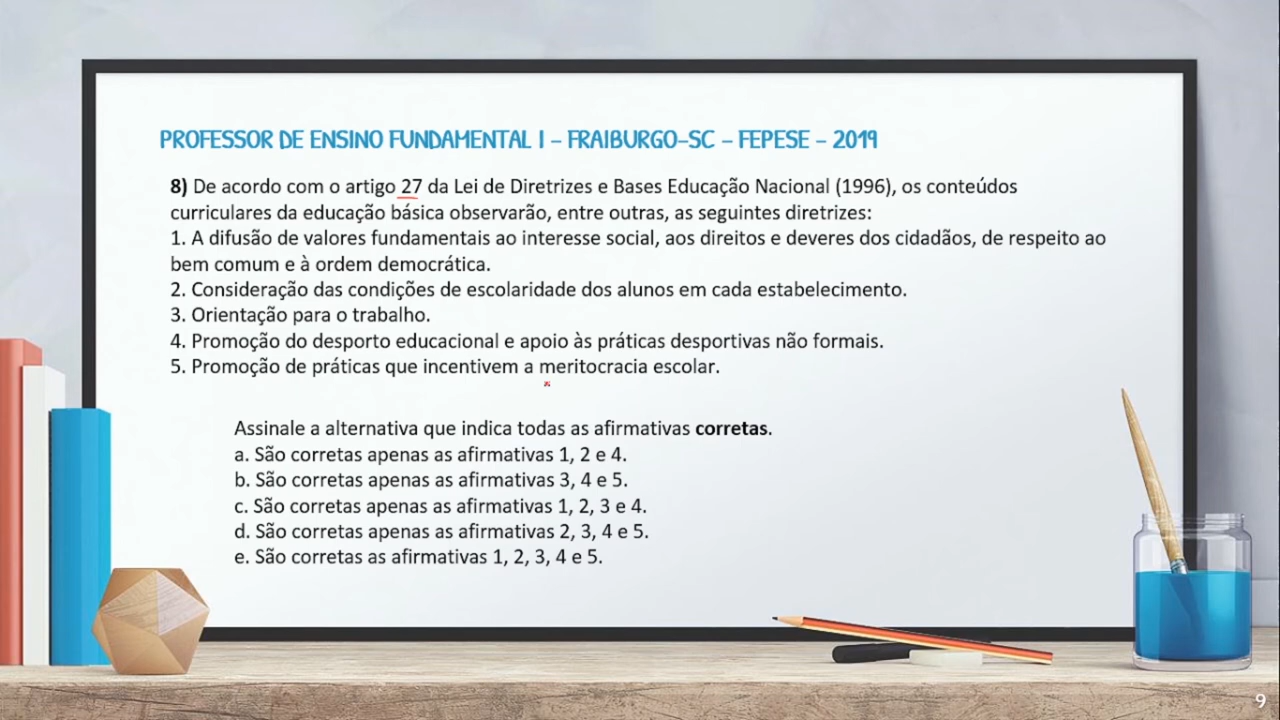 PROFESSOR DE ENSINO FUNDAMENTAL I – FRAIBURGO-SC – FEPESE – 2019
8) De acordo com o artigo 27 da Lei de Diretrizes e Bases Educação Nacional (1996), os conteúdos
curriculares da educação básica observarão, entre outras, as seguintes diretrizes:
1. A difusão de valores fundamentais ao interesse social, aos direitos e deveres dos cidadãos, de respeito ao
bem comum e à ordem democrática.
2. Consideração das condições de escolaridade dos alunos em cada estabelecimento.
3. Orientação para o trabalho.
4. Promoção do desporto educacional e apoio às práticas desportivas não formais.
5. Promoção de práticas que incentivem a meritocracia escolar.
Assinale a alternativa que indica todas as afirmativas corretas.
a. São corretas apenas as afirmativas 1, 2 e 4.
b. São corretas apenas as afirmativas 3, 4 e 5.
c. São corretas apenas as afirmativas 1, 2, 3 e 4.
d. São corretas apenas as afirmativas 2, 3, 4 e 5.
e. São corretas as afirmativas 1, 2, 3, 4 e 5.
9